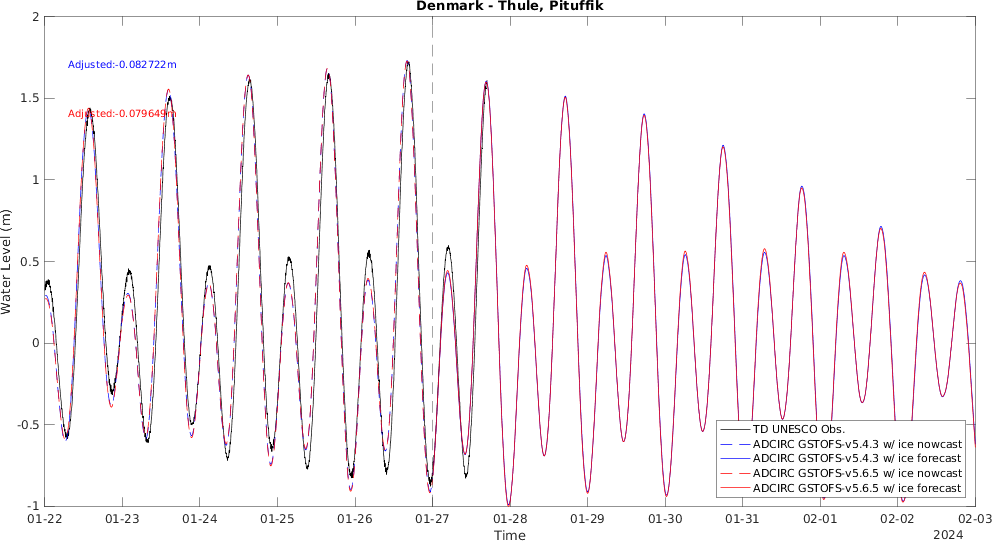 Denmark - Thule, Pituffik
2
Adjusted:-0.082722m
1.5
Adjusted:-0.079649m
1
0.5
Water Level (m)
0
-0.5
TD UNESCO Obs.
ADCIRC GSTOFS-v5.4.3 w/ ice nowcast
ADCIRC GSTOFS-v5.4.3 w/ ice forecast
ADCIRC GSTOFS-v5.6.5 w/ ice nowcast
ADCIRC GSTOFS-v5.6.5 w/ ice forecast
-1
01-22 01-23 01-24 01-25 01-26 01-27 01-28 01-29 01-30 01-31 02-01 02-02 02-03
Time
2024